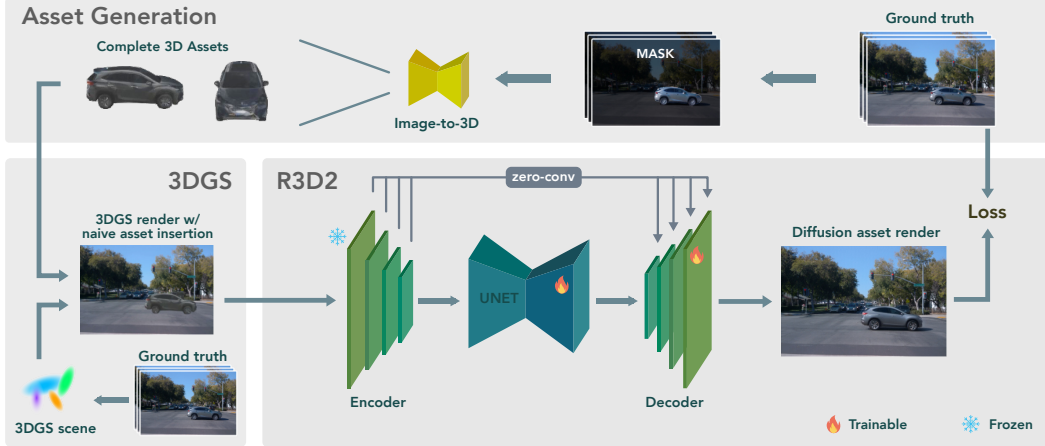 Asset Generation
Complete 3D Assets
Image-to-3D
MASK
Ground truth
3DGS
R3D2
zero-conv
3DGS render w/
naive asset insertion
UNET
Loss
Diffusion asset render
Ground truth
3DGS scene
Encoder
Decoder
Trainable
Frozen